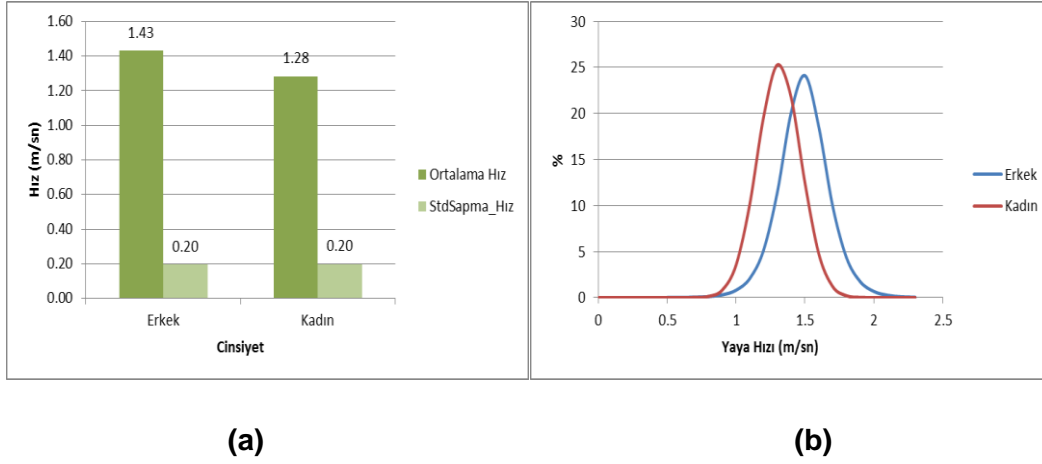 1.60
1.40
1.20
1.00
0.80
0.60
0.40
0.20
0.00
Hız (m/sn)
1.43
0.20
1.28
0.20
Erkek
Kadın
Cinsiyet
Ortalama Hız
StdSapma_Hız
30
25
20
15
10
5
0
%
0 0.5 1 1.5 2 2.5
Yaya Hızı (m/sn)
Erkek
Kadın
(a) (b)